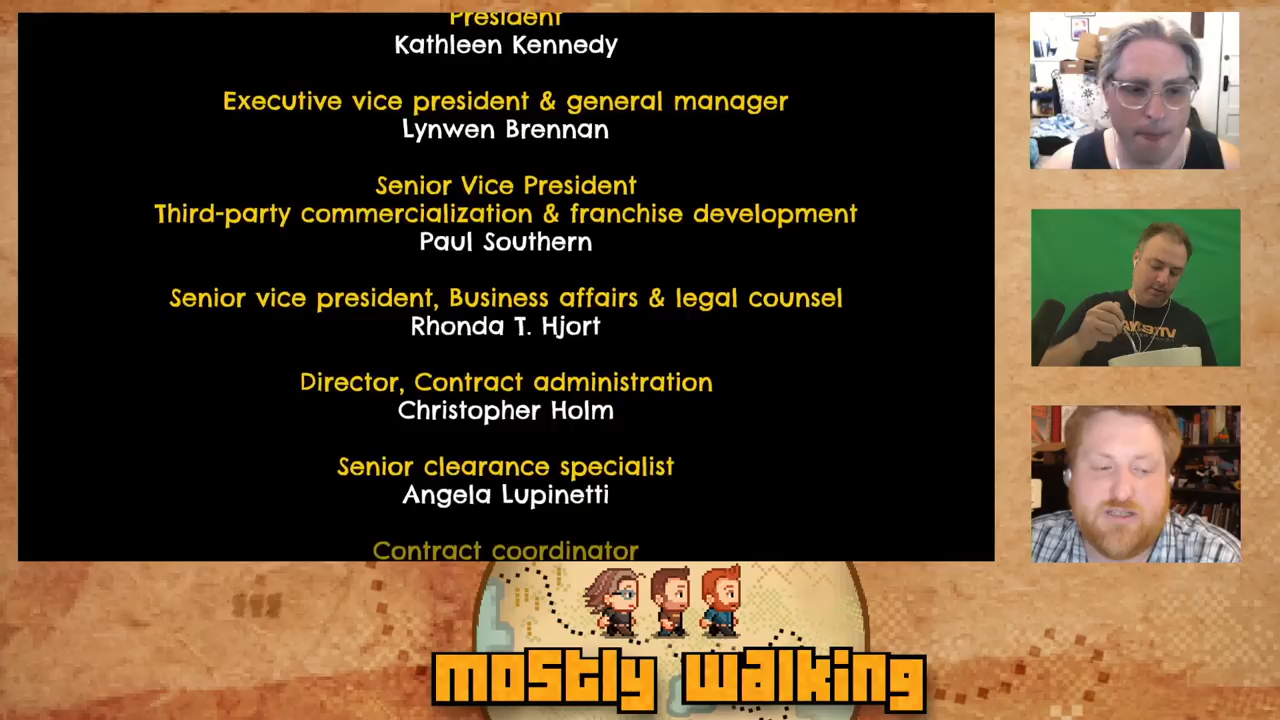 President
Kathleen Kennedy
Executive vice president & general manager
Lynwen Brennan
Senior Vice President
Third-party commercialization & franchise development
Paul Southern
Senior vice president, Business affairs & legal counsel
Rhonda T. Hjort
Director, Contract administration
Christopher Holm
Senior clearance specialist
Angela Lupinetti
Contract coordinator
mostly walking